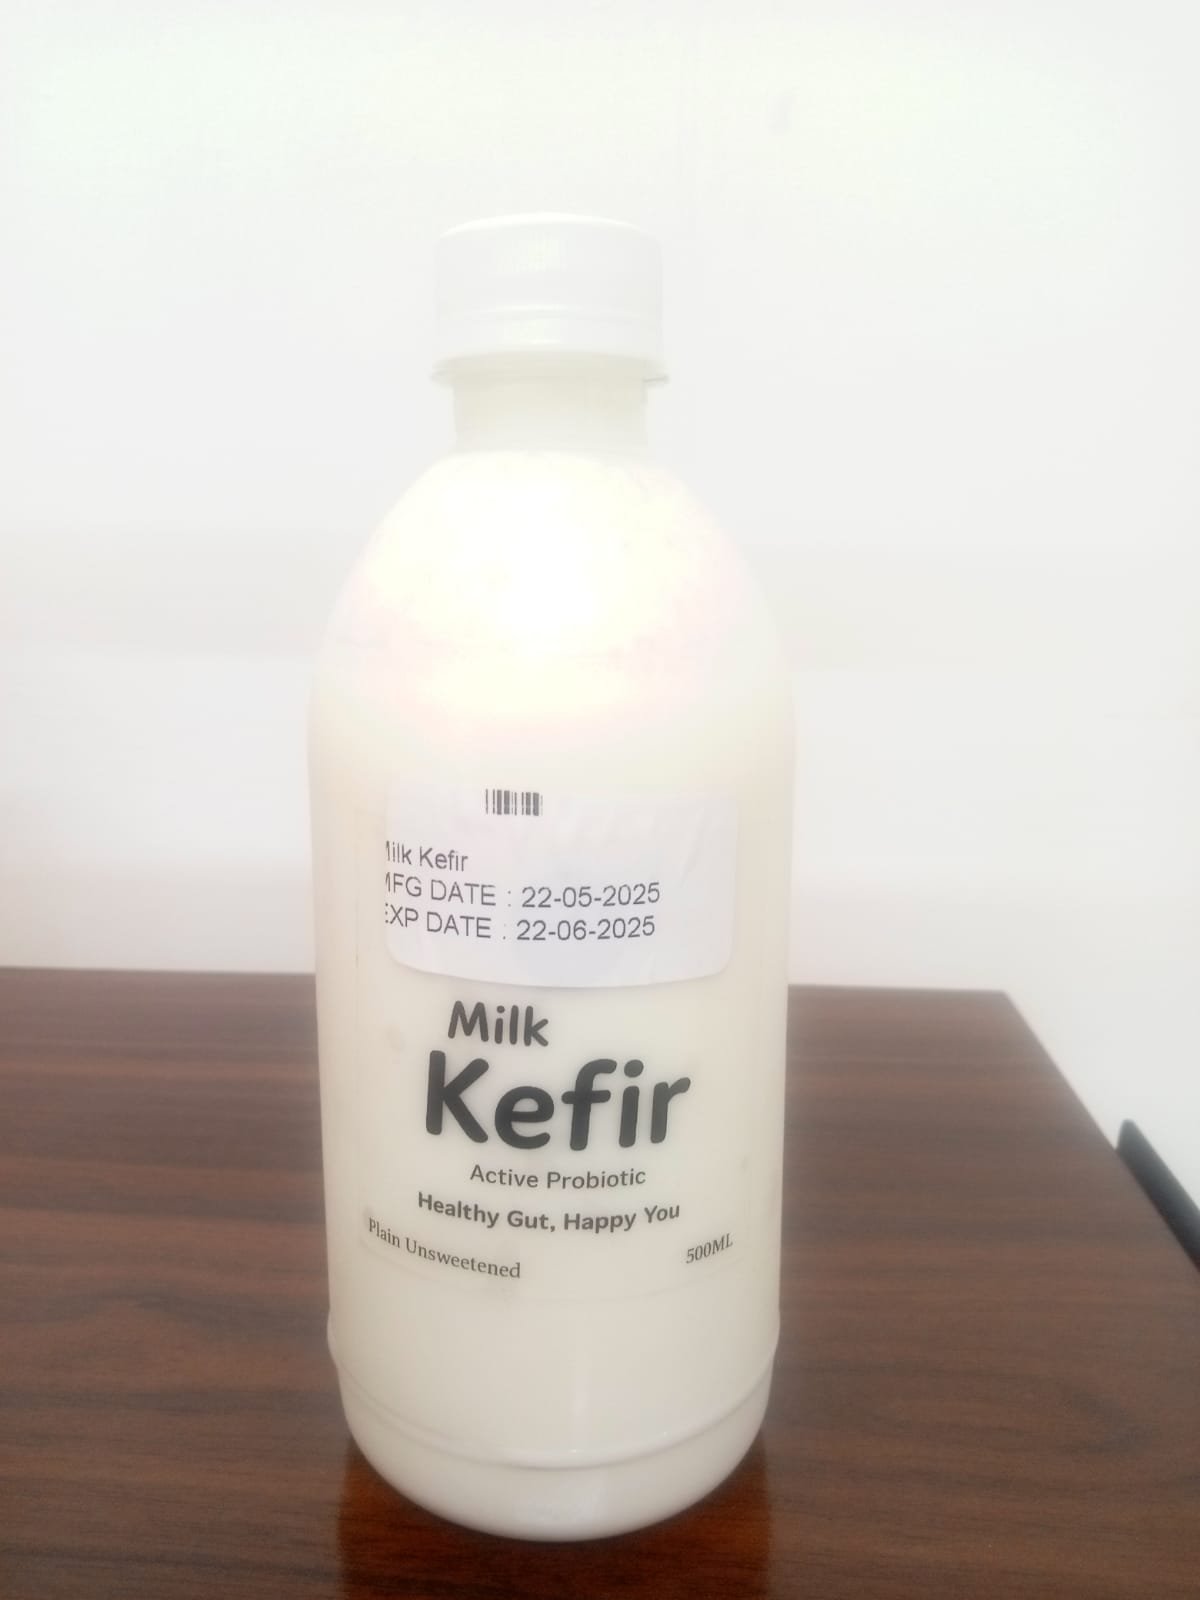 Milk Kefir
MFG DATE : 22-05-2025
EXP DATE : 22-06-2025
Milk
Kefir
Active Probiotic
Healthy Gut, Happy You
Plain Unsweetened
500ML